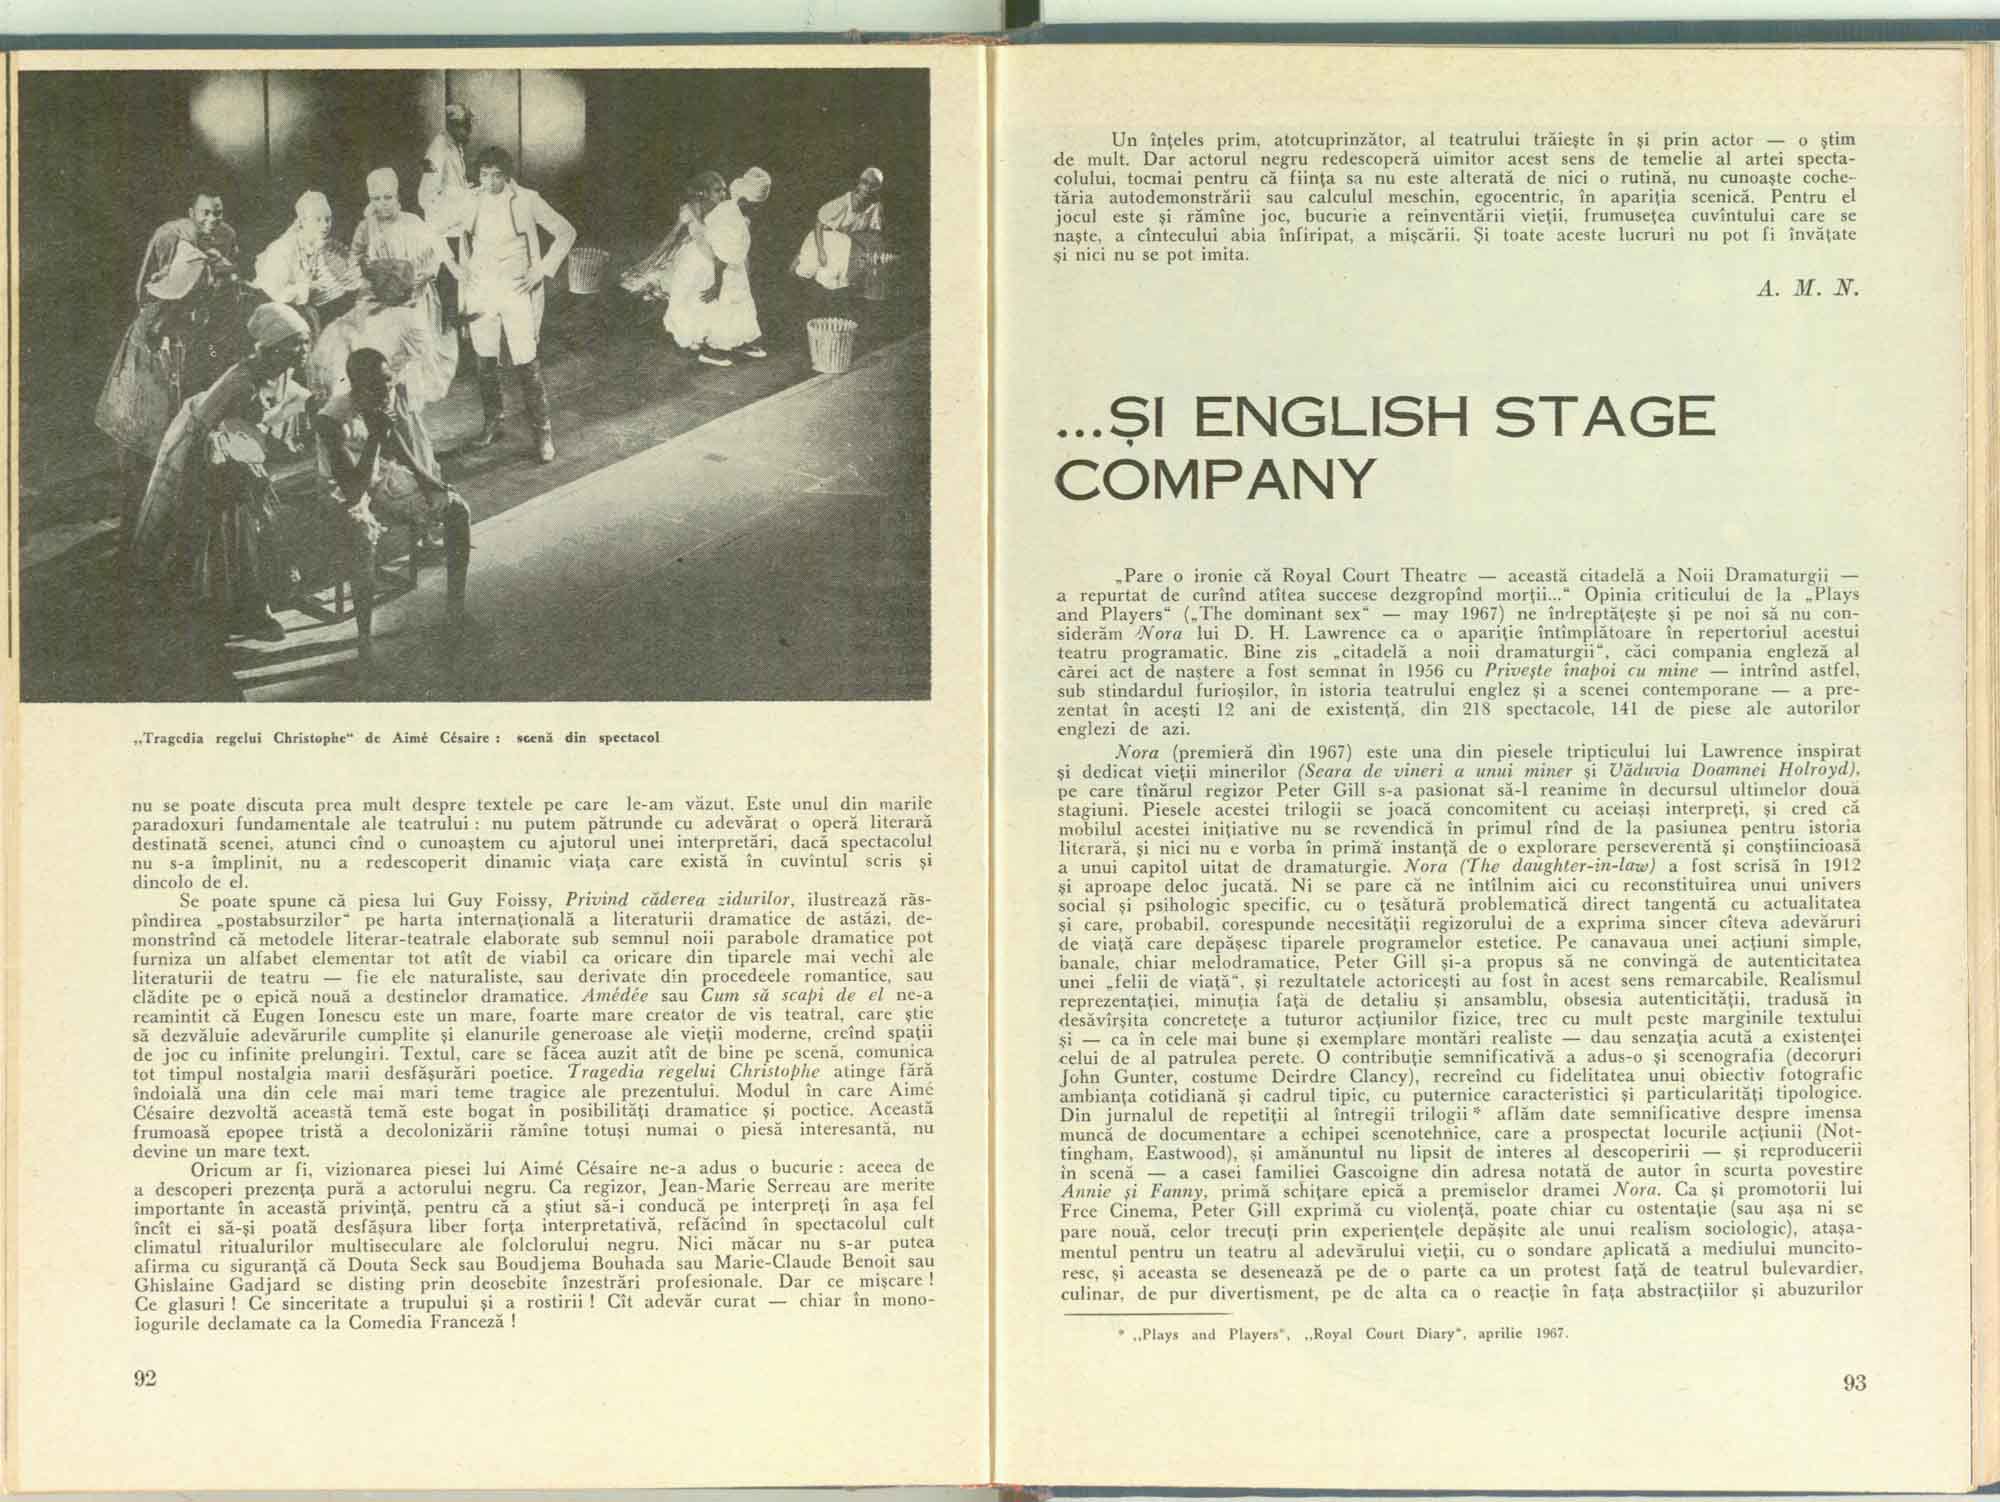 „Tragedia regelui Christophe“ de Aimé Césaire : scenă din spectacol
nu se poate discuta prea mult despre textele pe care le-am văzut. Este unul din marile
paradoxuri fundamentale ale teatrului : nu putem pătrunde cu adevărat o operă literară
destinată scenei, atunci cînd o cunoaștem cu ajutorul unei interpretări, dacă spectacolul
nu s-a împlinit, nu a redescoperit dinamic viața care există în cuvîntul scris și
dincolo de el.
Se poate spune că piesa lui Guy Foissy, Privind căderea zidurilor, ilustrează răs-
pîndirea „postabsurzilor“ pe harta internațională a literaturii dramatice de astăzi, de-
monstrînd că metodele literar-teatrale elaborate sub semnul noii parabole dramatice pot
furniza un alfabet elementar tot atît de viabil ca oricare din tiparele mai vechi ale
literaturii de teatru — fie ele naturaliste, sau derivate din procedeele romantice, sau
clădite pe o epică nouă a destinelor dramatice. Amédée sau Cum să scapi de el ne-a
reamintit că Eugen Ionescu este un mare, foarte mare creator de vis teatral, care știe
să dezvăluie adevărurile cumplite și elanurile generoase ale vieții moderne, creînd spații
de joc cu infinite prelungiri. Textul, care se făcea auzit atît de bine pe scenă, comunica
tot timpul nostalgia marii desfășurări poetice. Tragedia regelui Christophe atinge fără
îndoială una din cele mai mari teme tragice ale prezentului. Modul în care Aimé
Césaire dezvoltă această temă este bogat în posibilități dramatice și poetice. Această
frumoasă epopee tristă a decolonizării rămîne totuși numai o piesă interesantă, nu
devine un mare text.
Oricum ar fi, vizionarea piesei lui Aimé Césaire ne-a adus o bucurie : aceea de
a descoperi prezența pură a actorului negru. Ca regizor, Jean-Marie Serreau are merite
importante în această privință, pentru că a știut să-i conducă pe interpreți în așa fel
încît ei să-și poată desfășura liber forța interpretativă, refăcînd în spectacolul cult
climatul ritualurilor multiseculare ale folclorului negru. Nici măcar nu s-ar putea
afirma cu siguranță că Douta Seck sau Boudjema Bouhada sau Marie-Claude Benoit sau
Ghislaine Gadjard se disting prin deosebite înzestrări profesionale. Dar ce mișcare !
Ce glasuri ! Ce sinceritate a trupului și a rostirii ! Cît adevăr curat — chiar în mono-
logurile declamate ca la Comedia Franceză !
92
Un înțeles prim, atotcuprinzător, al teatrului trăiește în și prin actor — o știm
de mult. Dar actorul negru redescoperă uimitor acest sens de temelie al artei specta-
colului, tocmai pentru că ființa sa nu este alterată de nici o rutină, nu cunoaște coche-
tăria autodemonstrării sau calculul meschin, egocentric, în apariția scenică. Pentru el
jocul este și rămîne joc, bucurie a reinventării vieții, frumusețea cuvîntului care se
naște, a cîntecului abia înfiripat, a mișcării. Și toate aceste lucruri nu pot fi învățate
și nici nu se pot imita.
A. M. N.
...ȘI ENGLISH STAGE
COMPANY
„Pare o ironie că Royal Court Theatre — această citadelă a Noii Dramaturgii —
a repurtat de curînd atîtea succese dezgropînd morții...“ Opinia criticului de la „Plays
and Players“ („The dominant sex“ — may 1967) ne îndreptățește și pe noi să nu con-
siderăm Nora lui D. H. Lawrence ca o apariție întîmplătoare în repertoriul acestui
teatru programatic. Bine zis „citadelă a noii dramaturgii“, căci compania engleză al
cărei act de naștere a fost semnat în 1956 cu Privește înapoi cu mine — intrînd astfel,
sub stindardul furioșilor, în istoria teatrului englez și a scenei contemporane — a pre-
zentat în acești 12 ani de existență, din 218 spectacole, 141 de piese ale autorilor
englezi de azi.
Nora (premieră din 1967) este una din piesele tripticului lui Lawrence inspirat
și dedicat vieții minerilor (Seara de vineri a unui miner și Văduvia Doamnei Holroyd),
pe care tînărul regizor Peter Gill s-a pasionat să-l reanime în decursul ultimelor două
stagiuni. Piesele acestei trilogii se joacă concomitent cu aceiași interpreți, și cred că
mobilul acestei inițiative nu se revendică în primul rînd de la pasiunea pentru istoria
literară, și nici nu e vorba în primă instanță de o explorare perseverentă și conștiincioasă
a unui capitol uitat de dramaturgie. Nora (The daughter-in-law) a fost scrisă în 1912
și aproape deloc jucată. Ni se pare că ne întîlnim aici cu reconstituirea unui univers
social și psihologic specific, cu o țesătură problematică direct tangentă cu actualitatea
și care, probabil, corespunde necesității regizorului de a exprima sincer cîteva adevăruri
de viață care depășesc tiparele programelor estetice. Pe canavaua unei acțiuni simple,
banale, chiar melodramatice, Peter Gill și-a propus să ne convingă de autenticitatea
unei „felii de viață“, și rezultatele actoricești au fost în acest sens remarcabile. Realismul
reprezentației, minuția față de detaliu și ansamblu, obsesia autenticității, tradusă în
desăvîrșita concretețe a tuturor acțiunilor fizice, trec cu mult peste marginile textului
și — ca în cele mai bune și exemplare montări realiste — dau senzația acută a existenței
celui de al patrulea perete. O contribuție semnificativă a adus-o și scenografia (decoruri
John Gunter, costume Deirdre Clancy), recreînd cu fidelitatea unui obiectiv fotografic
ambianța cotidiană și cadrul tipic, cu puternice caracteristici și particularități tipologice.
Din jurnalul de repetiții al întregii trilogii * aflăm date semnificative despre imensa
muncă de documentare a echipei scenotehnice, care a prospectat locurile acțiunii (Not-
tingham, Eastwood), și amănuntul nu lipsit de interes al descoperirii — și reproducerii
în scenă — a casei familiei Gascoigne din adresa notată de autor în scurta povestire
Annie și Fanny, primă schițare epică a premiselor dramei Nora. Ca și promotorii lui
Free Cinema, Peter Gill exprimă cu violență, poate chiar cu ostentație (sau așa ni se
pare nouă, celor trecuți prin experiențele depășite ale unui realism sociologic), atașa-
mentul pentru un teatru al adevărului vieții, cu o sondare aplicată a mediului muncito-
resc, și aceasta se desenează pe de o parte ca un protest față de teatrul bulevardier,
culinar, de pur divertisment, pe de alta ca o reacție în fața abstracțiilor și abuzurilor
* „Plays and Players“, „Royal Court Diary“, aprilie 1967.
93